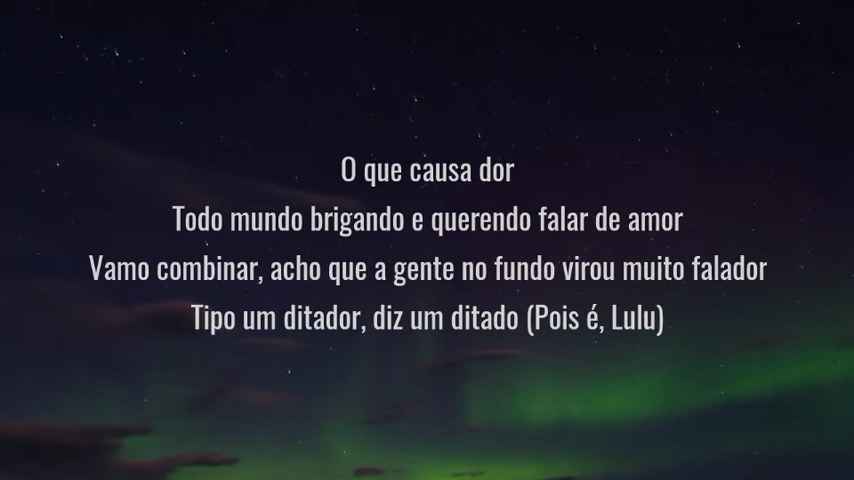 O que causa dor
Todo mundo brigando e querendo falar de amor
Vamo combinar, acho que a gente no fundo virou muito falador
Tipo um ditador, diz um ditado (Pois é, Lulu)